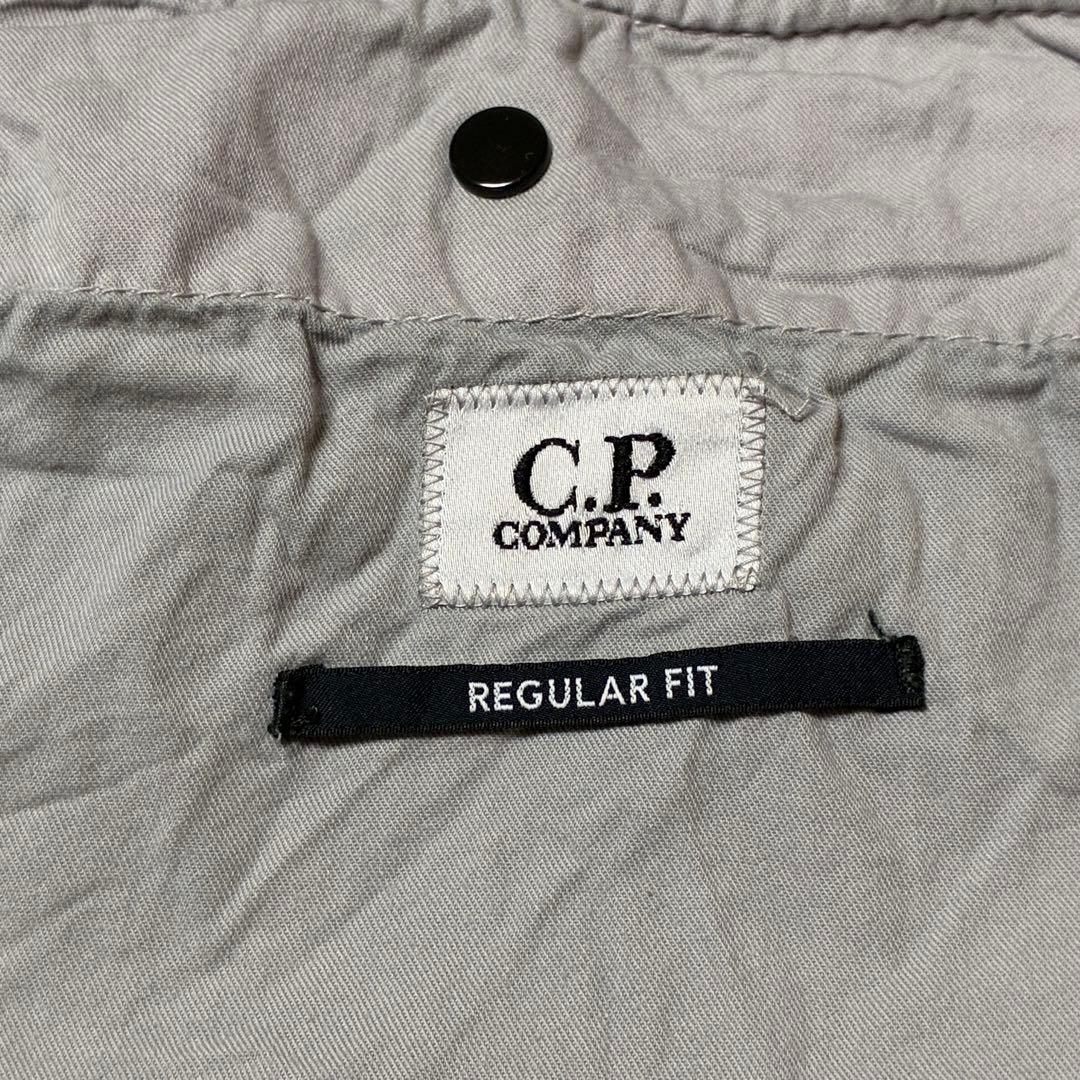 C.P.
COMPANY
REGULAR FIT